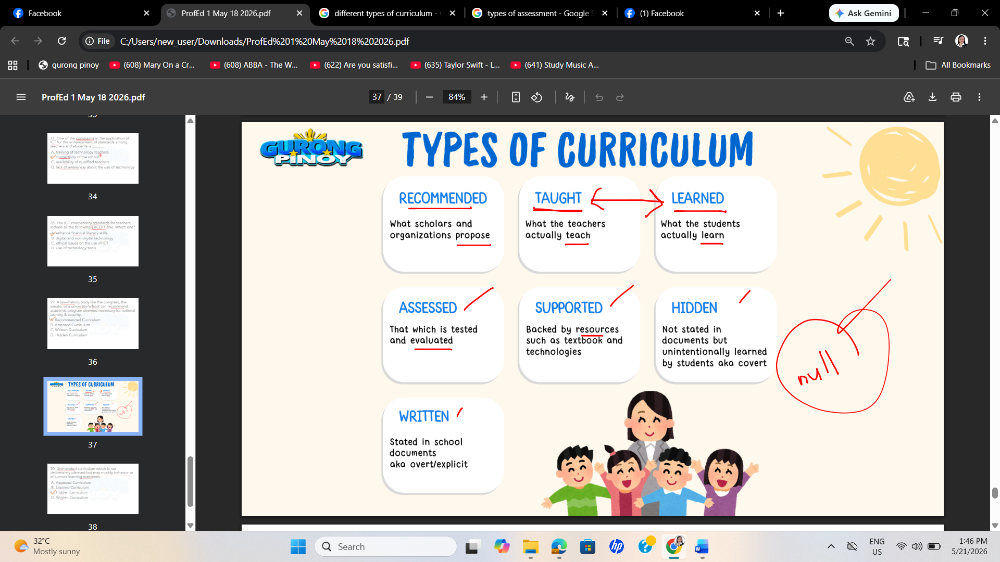 Facebook
ProfEd 1 May 18 2026.pdf
different types of curriculum -
types of assessment - Google
(1) Facebook
Ask Gemini
File
C:/Users/new_user/Downloads/ProfEd%201%20May%2018%202026.pdf
gurong pinoy
(608) Mary On a Cr...
(608) ABBA - The W...
(622) Are you satisfi...
(635) Taylor Swift - L...
(641) Study Music A...
All Bookmarks
ProfEd 1 May 18 2026.pdf
37 / 39
84%
27. One of the constraints in the application of
ICT for the enhancement of standards among
teachers and students is
A. training of technology teachers
B. connectivity of the school
C. availability of qualified teachers
D. lack of awareness about the use of technology
34
28. The ICT competency standards for teachers
include all the following EXCEPT one. Which one?
A. enhance financial literacy skills
B. digital and non digital technology
C. ethical issues on the use of ICT
D. use of technology tools
35
29. A law-making body like the congress, the
senate, or a university/school can recommend
academic program deemed necessary for national
identity & security.
A. Recommended Curriculum
B. Assessed Curriculum
C. Written Curriculum
D. Hidden Curriculum
36
37
30. Unintended curriculum which is not
deliberately planned but may modify behavior or
influences learning outcomes.
A. Assessed Curriculum
B. Learned Curriculum
C. Hidden Curriculum
D. Written Curriculum
38
GURONG
PINOY
TYPES OF CURRICULUM
RECOMMENDED
What scholars and
organizations propose
TAUGHT
What the teachers
actually teach
LEARNED
What the students
actually learn
ASSESSED
That which is tested
and evaluated
SUPPORTED
Backed by resources
such as textbook and
technologies
HIDDEN
Not stated in
documents but
unintentionally learned
by students aka covert
null
WRITTEN
Stated in school
documents
aka overt/explicit
32°C
Mostly sunny
Search
ENG
US
1:46 PM
5/21/2026